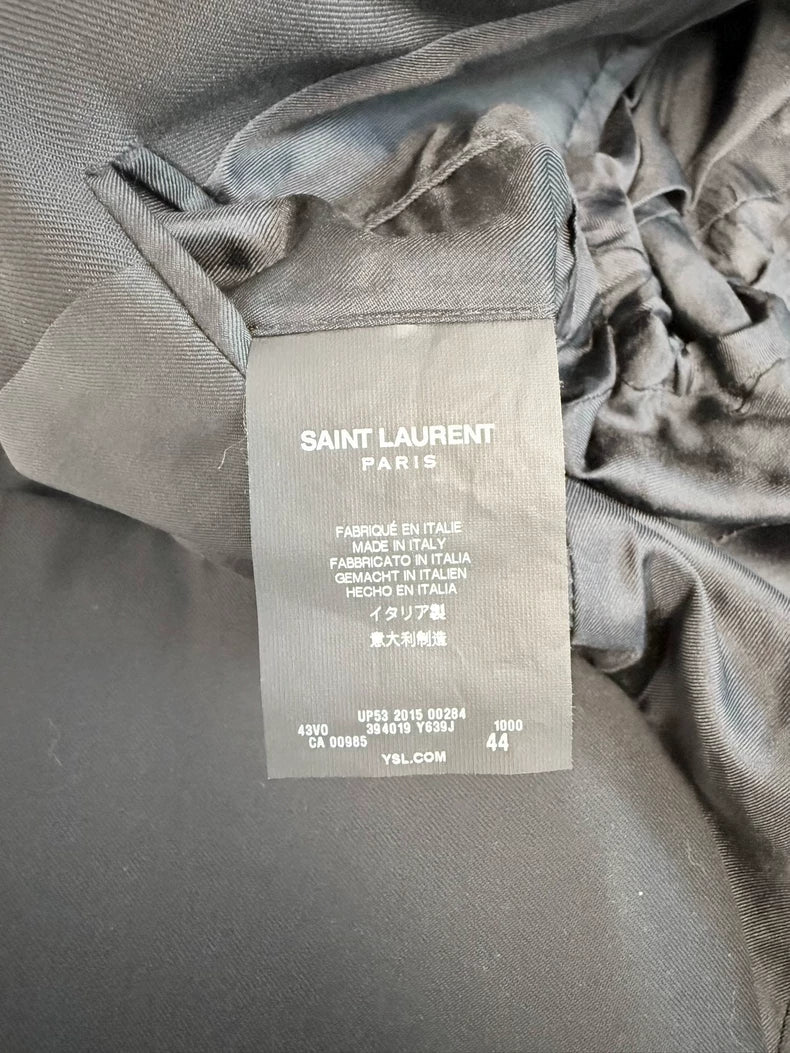 SAINT LAURENT
PARIS
FABRIQUÉ EN ITALIE
MADE IN ITALY
FABBRICATO IN ITALIA
GEMACHT IN ITALIEN
HECHO EN ITALIA
イタリア製
意大利制造
UP53 2015 00284
43V0 394019 Y639J 1000
CA 00985 44
YSL.COM